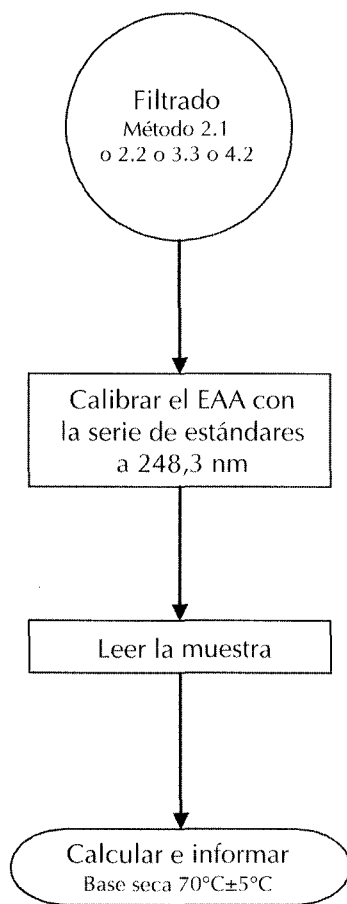 Filtrado
Método 2.1
o 2.2 o 3.3 o 4.2
Calibrar el EAA con
la serie de estándares
a 248,3 nm
Leer la muestra
Calcular e informar
Base seca 70°C±5°C